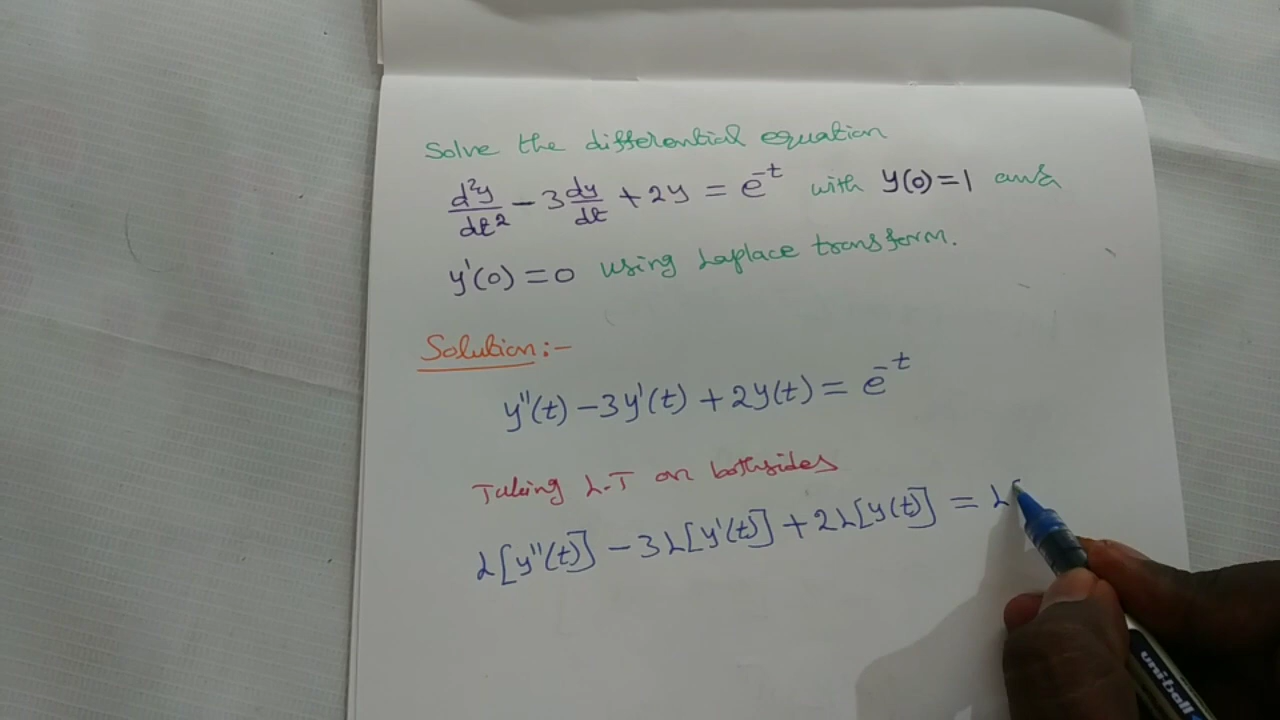 Solve the differential equation
d²y/dt² − 3 dy/dt + 2y = e^-t with y(0)=1 and
y'(0) = 0 using Laplace transform.
Solution:-
y''(t) − 3y'(t) + 2y(t) = e^-t
Taking L.T on bothsides
L[y''(t)] − 3L[y'(t)] + 2L[y(t)] = L[
uniball